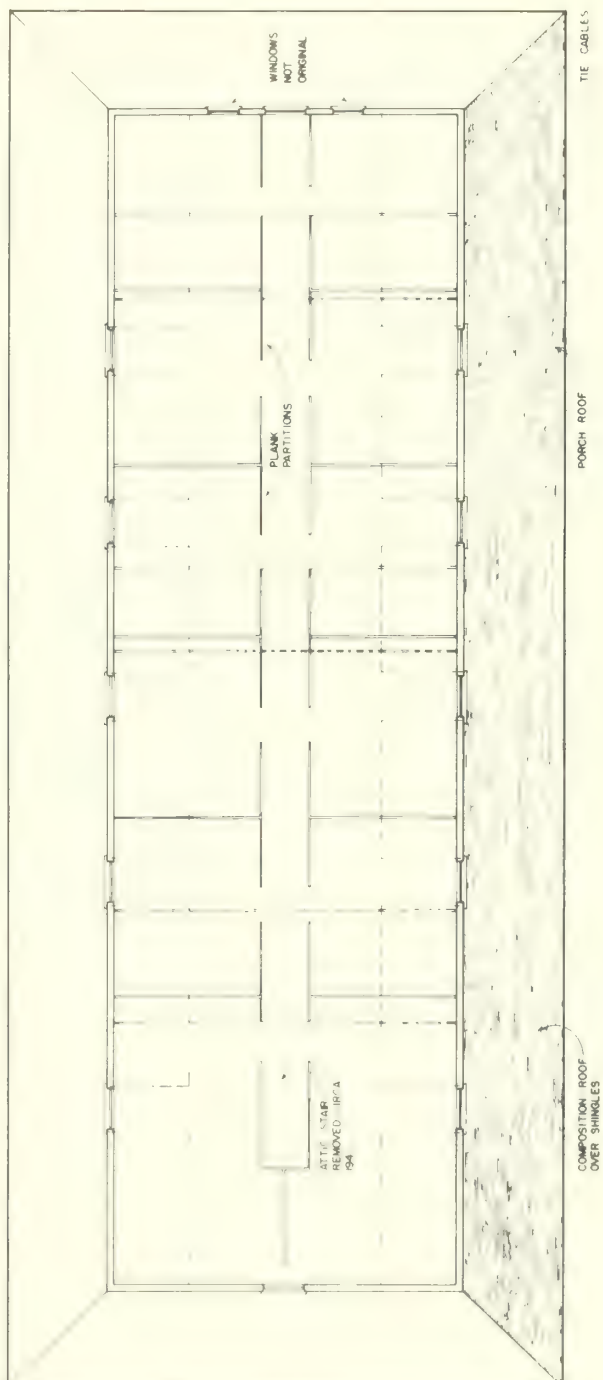 WINDOWS
NOT
ORIGINAL
PLANK
PARTITIONS
ATTIC STAIR
REMOVED
TIE CABLES
PORCH ROOF
COMPOSITION ROOF
OVER SHINGLES